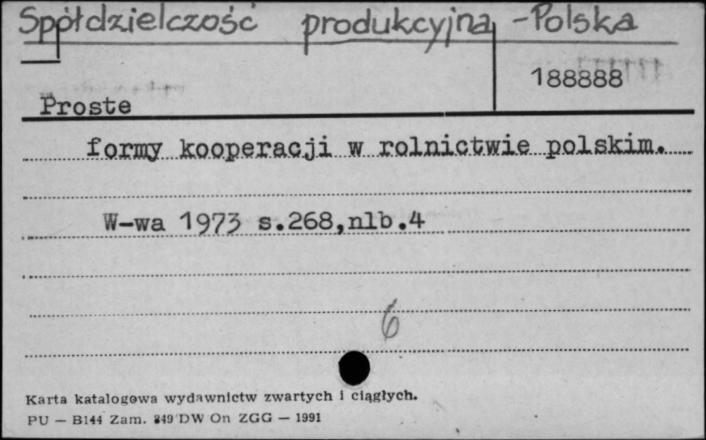 Spółdzielczość produkcyjna - Polska
188888
Proste
formy kooperacji w rolnictwie polskim.
W-wa 1973 s.268,nlb.4
6
Karta katalogowa wydawnictw zwartych i ciągłych.
PU — B144 Zam. 849 DW On ZGG — 1991